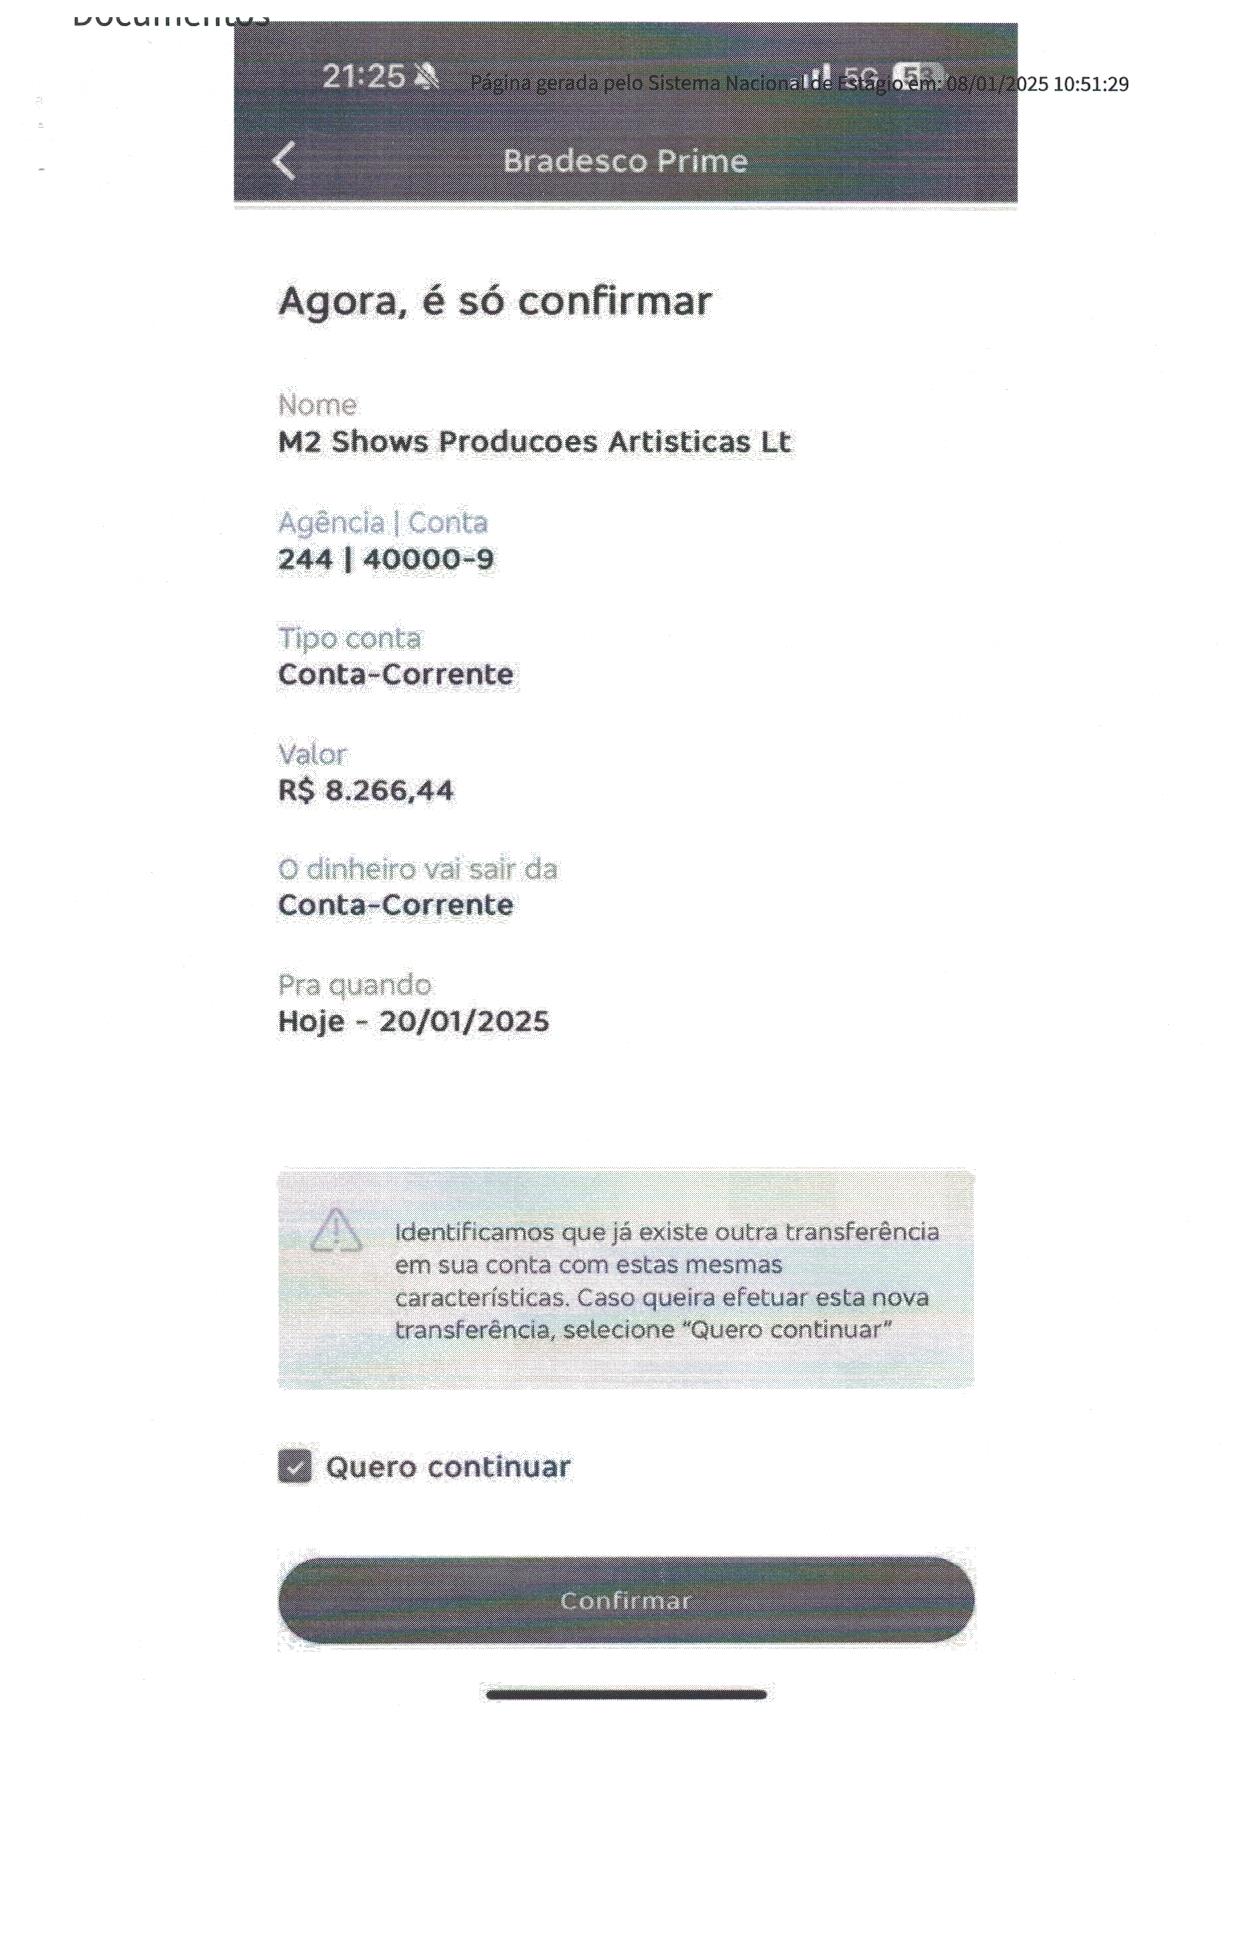 Documentos
21:25
Página gerada pelo Sistema Nacional de Estágio em: 08/01/2025 10:51:29
5G 53
Bradesco Prime
Agora, é só confirmar
Nome
M2 Shows Producoes Artisticas Lt
Agência | Conta
244 | 40000-9
Tipo conta
Conta-Corrente
Valor
R$ 8.266,44
O dinheiro vai sair da
Conta-Corrente
Pra quando
Hoje - 20/01/2025
Identificamos que já existe outra transferência
em sua conta com estas mesmas
características. Caso queira efetuar esta nova
transferência, selecione “Quero continuar”
Quero continuar
Confirmar